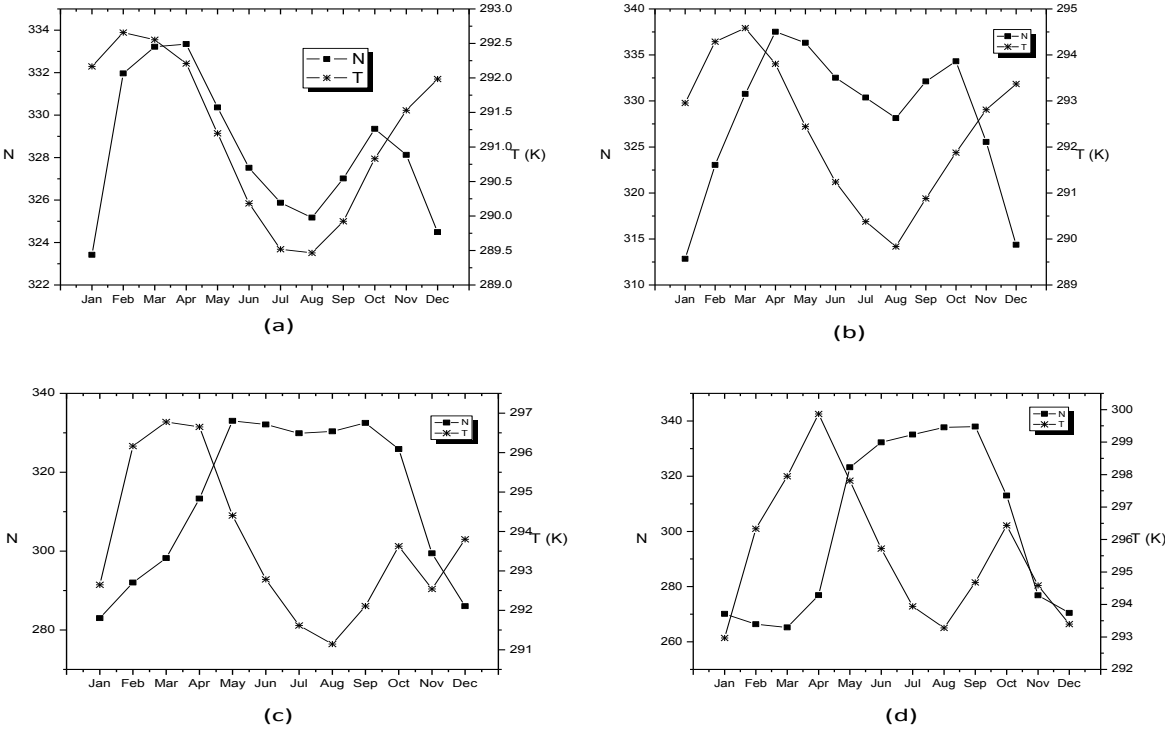 334
332
330
328
326
324
322
N
293.0
292.5
292.0
291.5
291.0
290.5
290.0
289.5
289.0
T (K)
N
T
Jan Feb Mar Apr May Jun Jul Aug Sep Oct Nov Dec
(a)
340
335
330
325
320
315
310
N
295
294
293
292
291
290
289
T (K)
N
T
Jan Feb Mar Apr May Jun Jul Aug Sep Oct Nov Dec
(b)
340
320
300
280
N
297
296
295
294
293
292
291
T (K)
N
T
Jan Feb Mar Apr May Jun Jul Aug Sep Oct Nov Dec
(c)
340
320
300
280
260
N
300
299
298
297
296
295
294
293
292
T (K)
N
T
Jan Feb Mar Apr May Jun Jul Aug Sep Oct Nov Dec
(d)